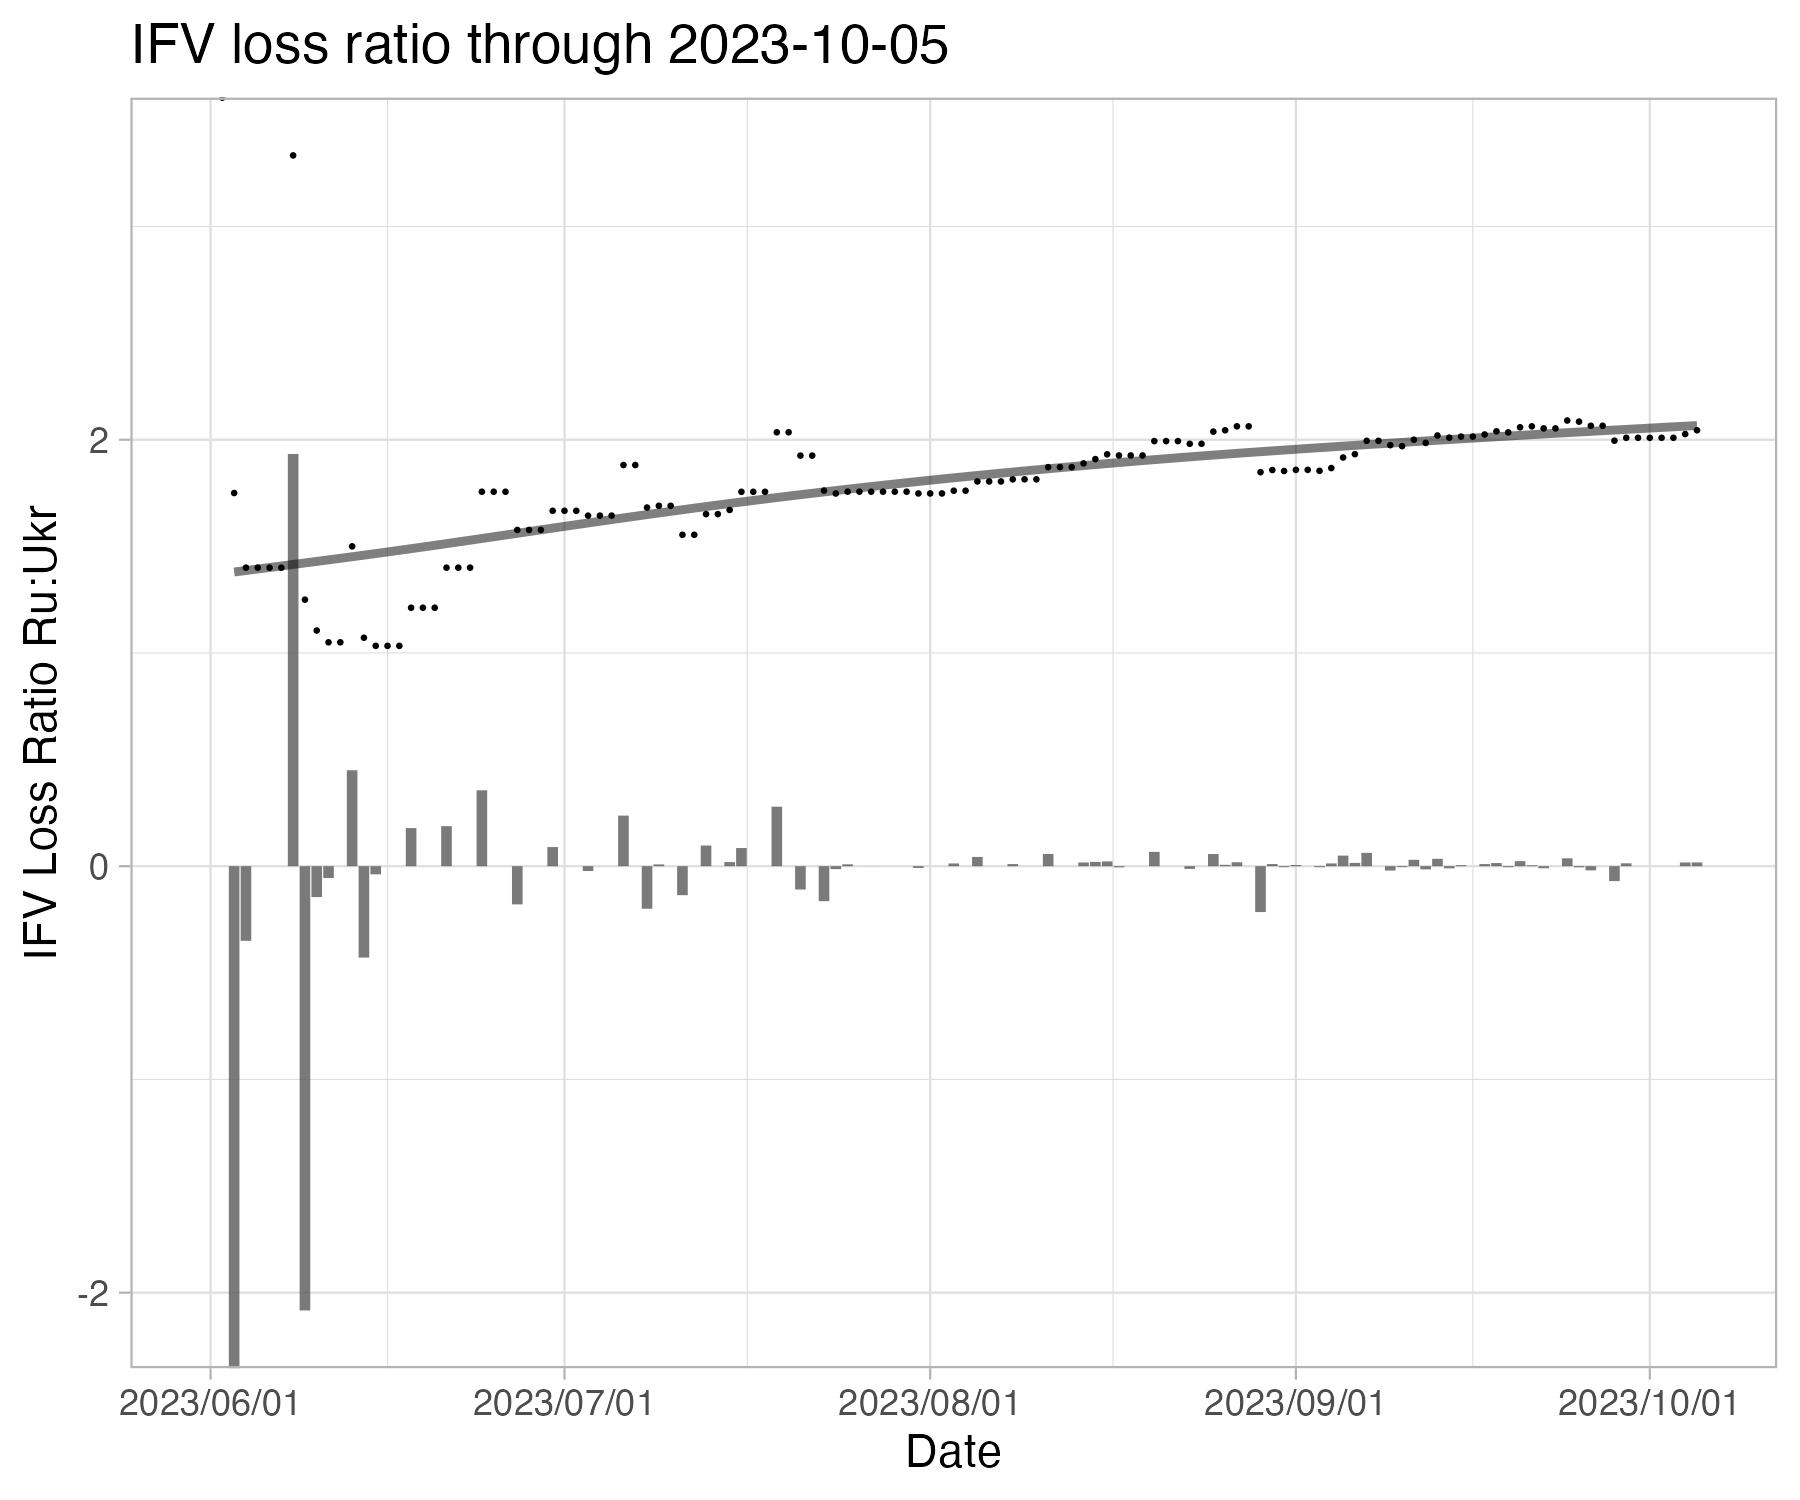 IFV loss ratio through 2023-10-05
IFV Loss Ratio Ru:Ukr
2
0
-2
2023/06/01 2023/07/01 2023/08/01 2023/09/01 2023/10/01
Date